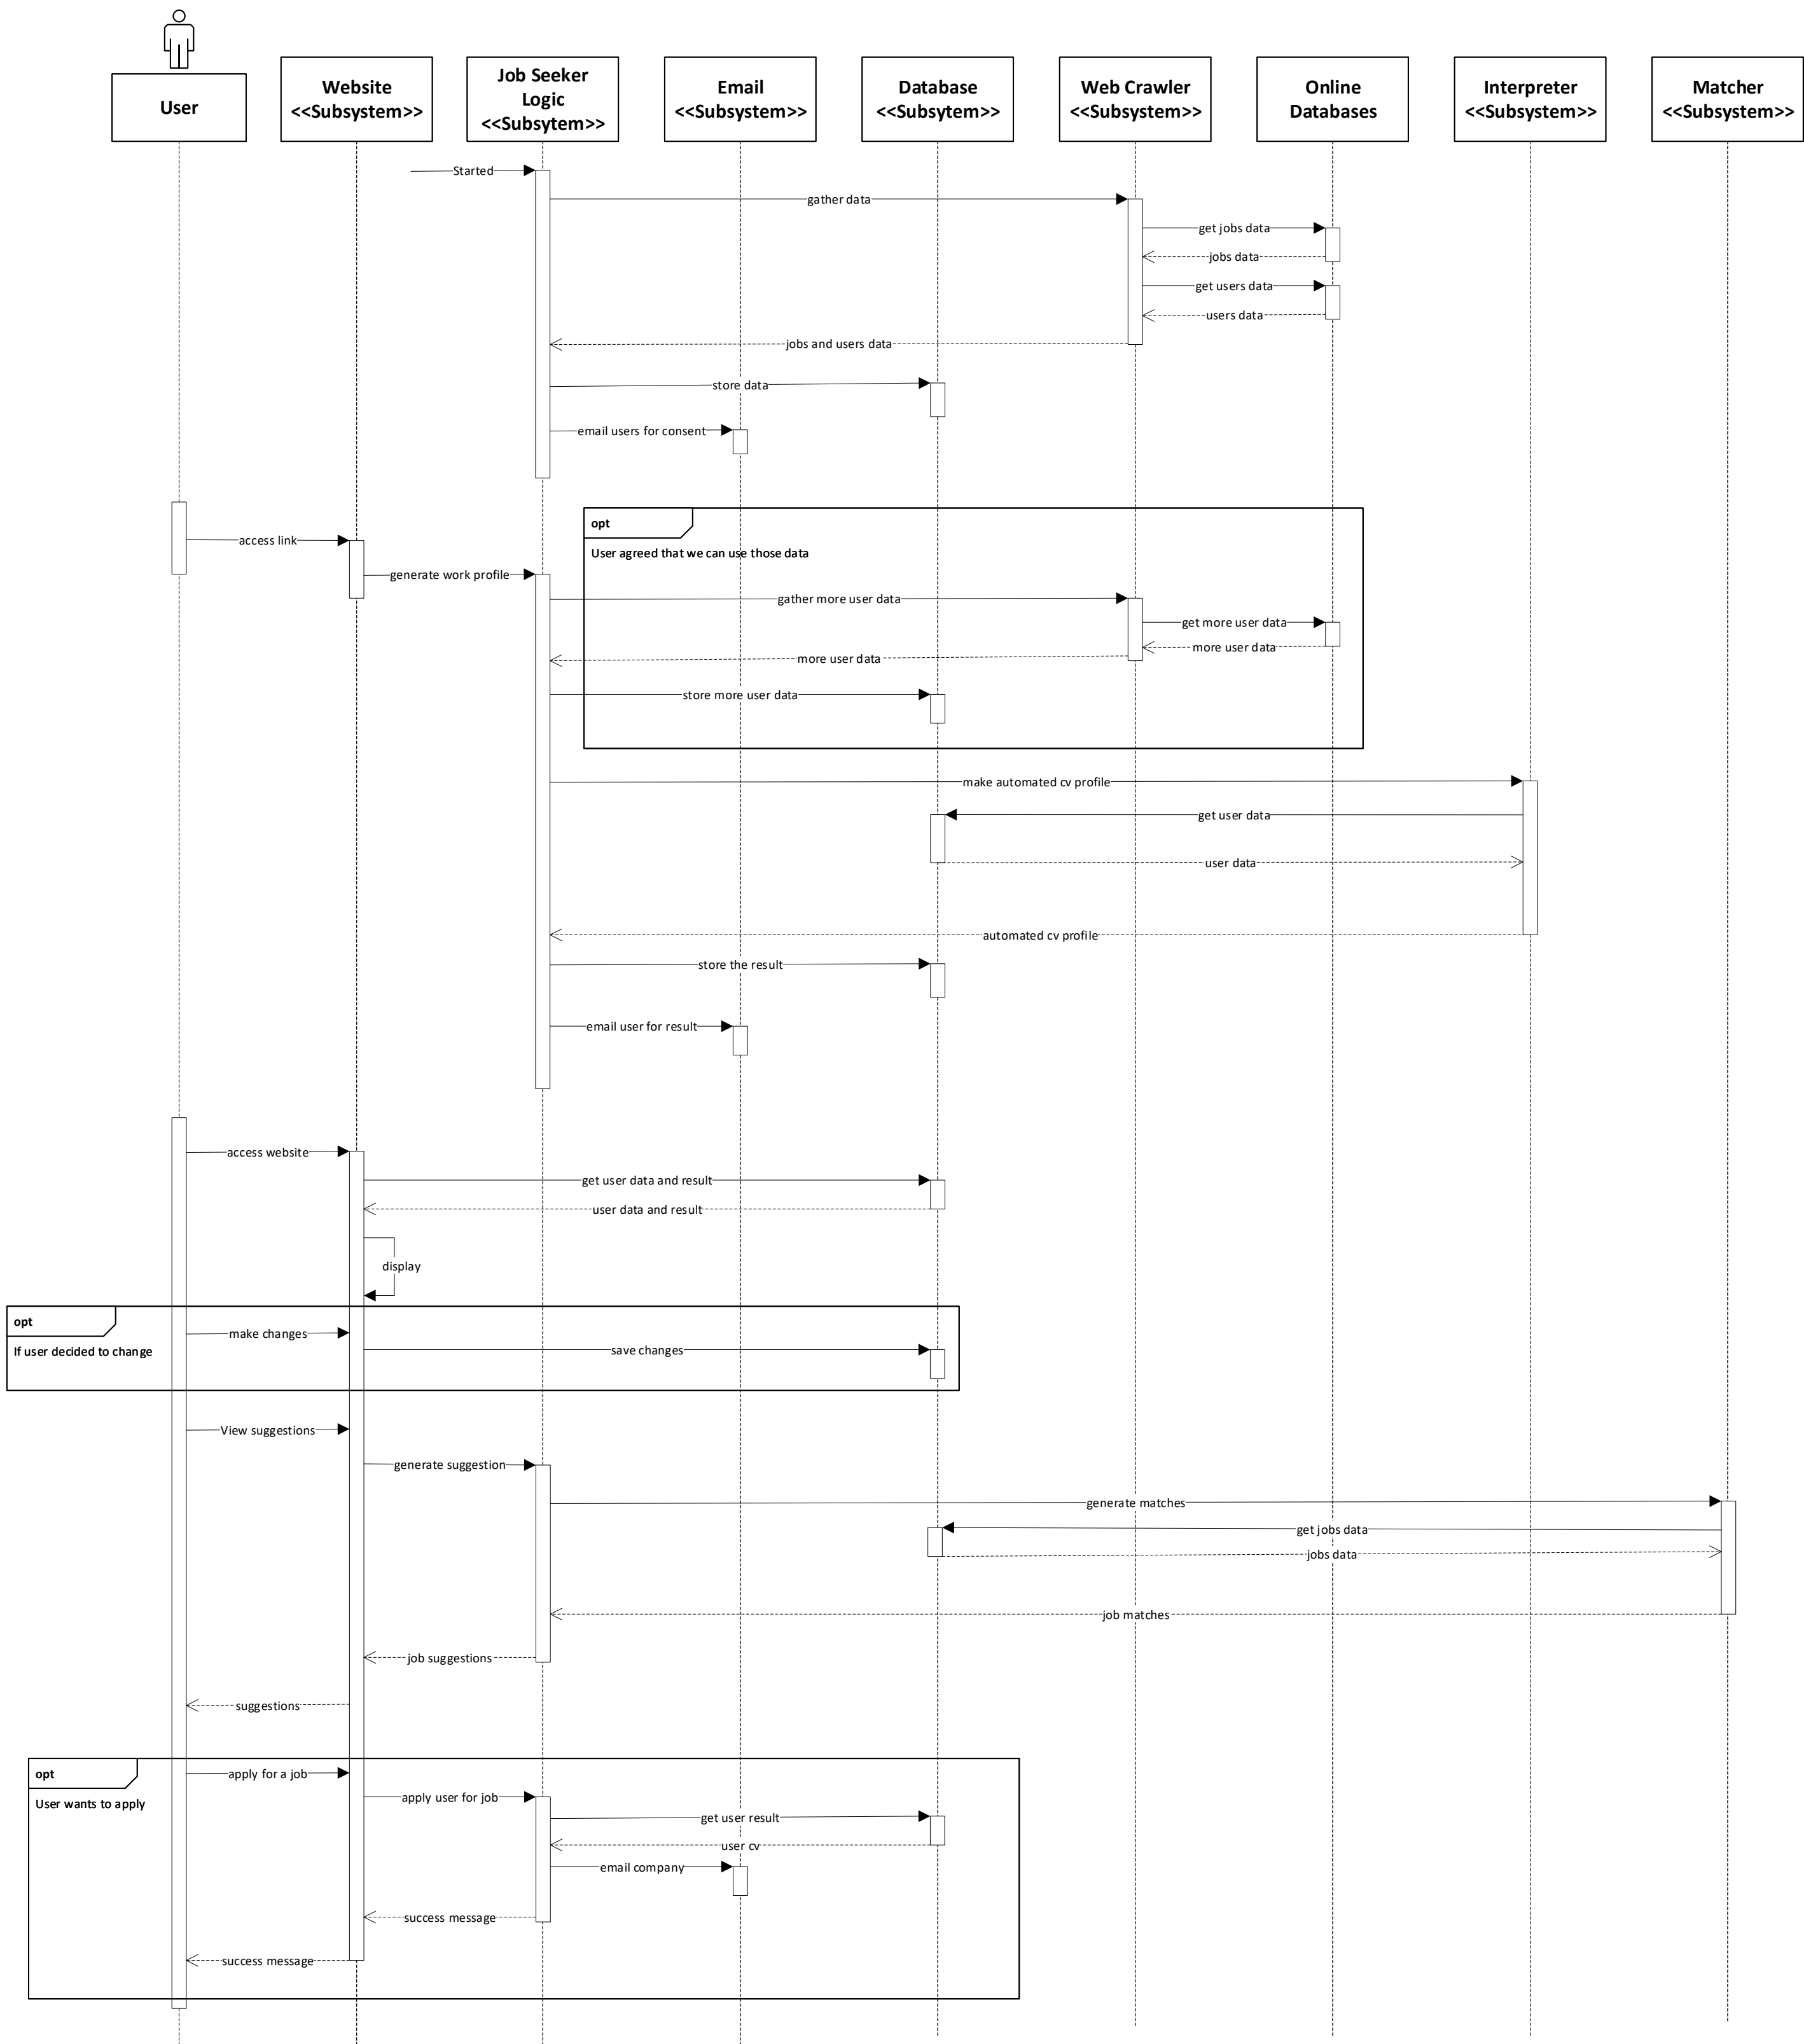 User
Website
<<Subsystem>>
Job Seeker
Logic
<<Subsytem>>
Email
<<Subsystem>>
Database
<<Subsytem>>
Web Crawler
<<Subsystem>>
Online
Databases
Interpreter
<<Subsystem>>
Matcher
<<Subsystem>>
Started
gather data
get jobs data
jobs data
get users data
users data
jobs and users data
store data
email users for consent
opt
User agreed that we can use those data
access link
generate work profile
gather more user data
get more user data
more user data
more user data
store more user data
make automated cv profile
get user data
user data
automated cv profile
store the result
email user for result
access website
get user data and result
user data and result
display
opt
If user decided to change
make changes
save changes
View suggestions
generate suggestion
generate matches
get jobs data
jobs data
job matches
job suggestions
suggestions
opt
User wants to apply
apply for a job
apply user for job
get user result
user cv
email company
success message
success message